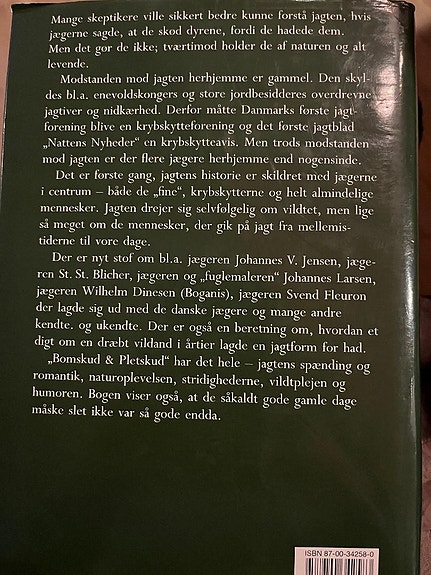 Mange skeptikere ville sikkert bedre kunne forstå jagten, hvis
jægerne sagde, at de skød dyrene, fordi de hadede dem.
Men det gør de ikke; tværtimod holder de af naturen og alt
levende.
Modstanden mod jagten herhjemme er gammel. Den skyl-
des bl.a. enevoldskongers og store jordbesidderes overdrevne
jagtiver og nidkærhed. Derfor måtte Danmarks første jagt-
forening blive en krybskytteforening og det første jagtblad
„Nattens Nyheder“ en krybskytteavis. Men trods modstanden
mod jagten er der flere jægere herhjemme end nogensinde.
Det er første gang, jagtens historie er skildret med jægerne
i centrum – både de „fine“, krybskytterne og helt almindelige
mennesker. Jagten drejer sig selvfølgelig om vildtet, men lige
så meget om de mennesker, der gik på jagt fra mellemis-
tiderne til vore dage.
Der er nyt stof om bl.a. jægeren Johannes V. Jensen, jæge-
ren St. St. Blicher, jægeren og „fuglemaleren“ Johannes Larsen,
jægeren Wilhelm Dinesen (Boganis), jægeren Svend Fleuron
der lagde sig ud med de danske jægere og mange andre
kendte. og ukendte. Der er også en beretning om, hvordan et
digt om en dræbt vildand i årtier lagde en jagtform for had.
„Bomskud & Pletskud“ har det hele – jagtens spænding og
romantik, naturoplevelsen, stridighederne, vildtplejen og
humoren. Bogen viser også, at de såkaldt gode gamle dage
måske slet ikke var så gode endda.
ISBN 87-00-34258-0